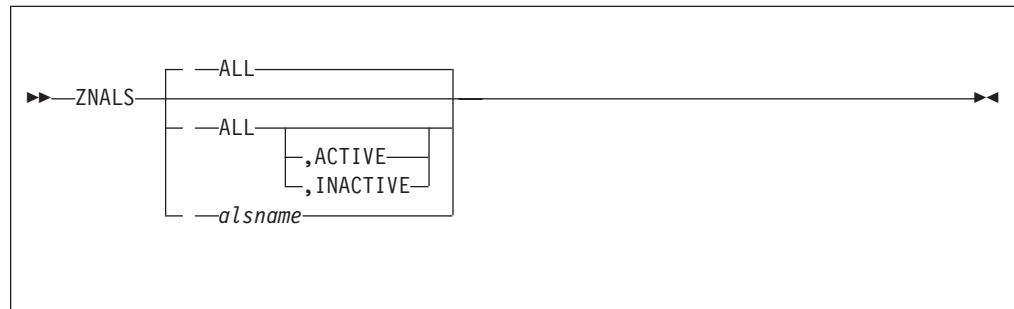 ALL
ZNALS
ALL
,ACTIVE
,INACTIVE
alsname